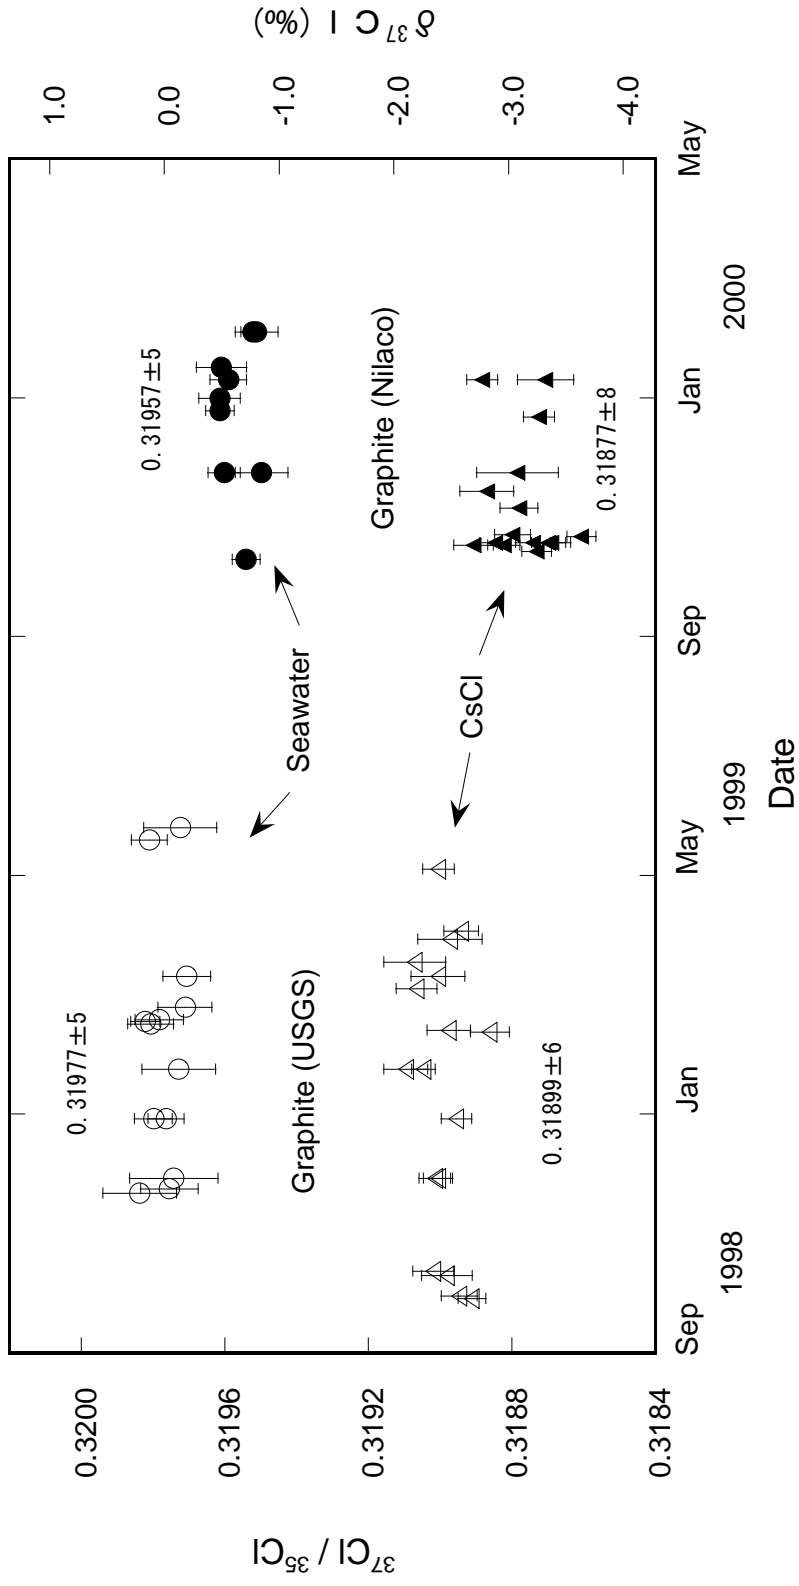 ³⁷Cl / ³⁵Cl
0.3200
0.3196
0.3192
0.3188
0.3184
0.31977±5
0.31957±5
Seawater
Graphite (USGS)
Graphite (Nilaco)
CsCl
0.31899±6
0.31877±8
1.0
0.0
-1.0
-2.0
-3.0
-4.0
δ ³⁷C l (‰)
Sep Jan May Sep Jan May
1998 1999 2000
Date